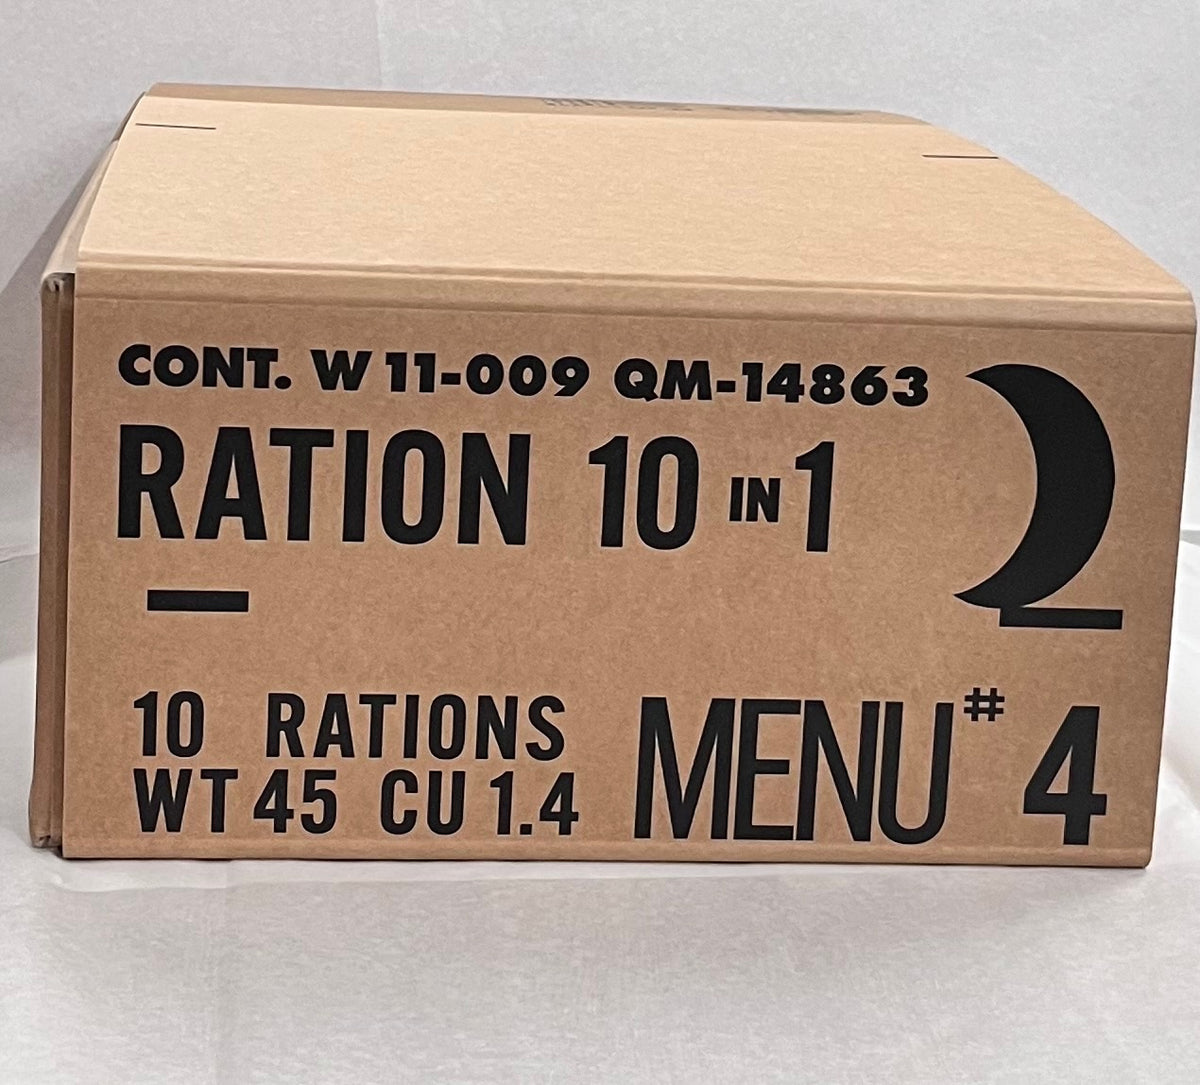 CONT. W 11-009 QM-14863
RATION 10 IN 1
10 RATIONS
WT 45 CU 1.4
MENU # 4